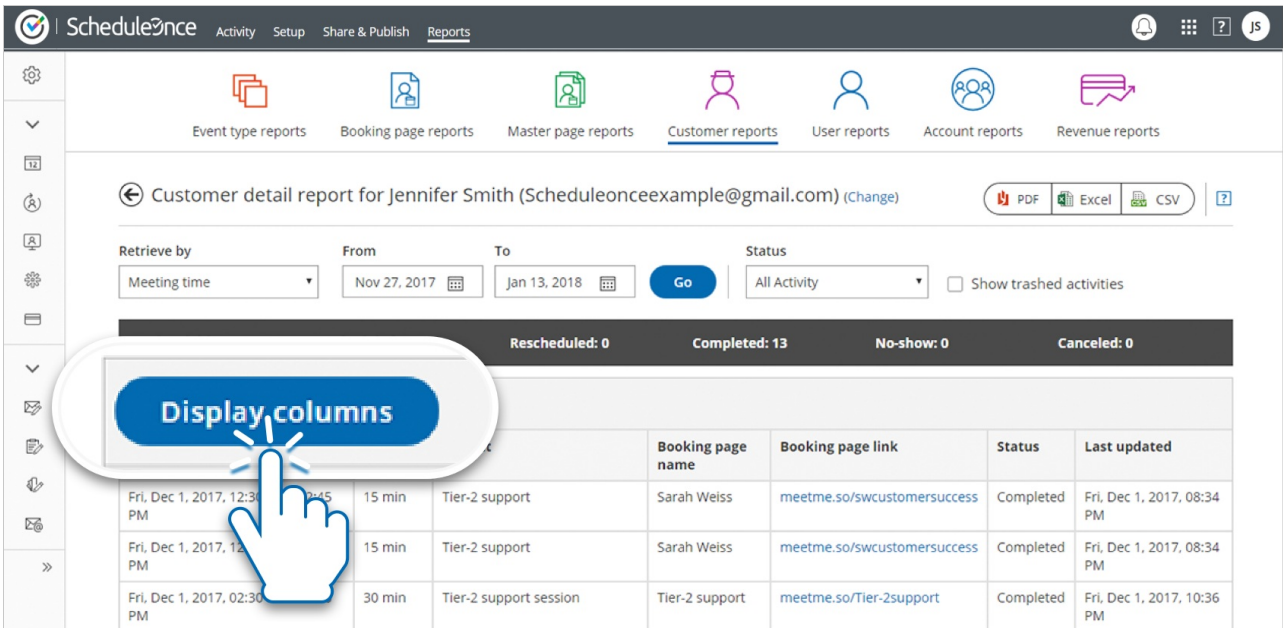 ScheduleOnce Activity Setup Share & Publish Reports ? JS
Event type reports Booking page reports Master page reports Customer reports User reports Account reports Revenue reports
12
Customer detail report for Jennifer Smith (Scheduleonceexample@gmail.com) (Change) PDF Excel CSV ?
Retrieve by From To Status
Meeting time Nov 27, 2017 Jan 13, 2018 Go All Activity Show trashed activities
Rescheduled: 0 Completed: 13 No-show: 0 Canceled: 0
Display columns
Booking page name Booking page link Status Last updated
Fri, Dec 1, 2017, 12:30 2:45 PM 15 min Tier-2 support Sarah Weiss meetme.so/swcustomersuccess Completed Fri, Dec 1, 2017, 08:34 PM
Fri, Dec 1, 2017, PM 15 min Tier-2 support Sarah Weiss meetme.so/swcustomersuccess Completed Fri, Dec 1, 2017, 08:34 PM
Fri, Dec 1, 2017, 02:30 PM 30 min Tier-2 support session Tier-2 support meetme.so/Tier-2support Completed Fri, Dec 1, 2017, 10:36 PM